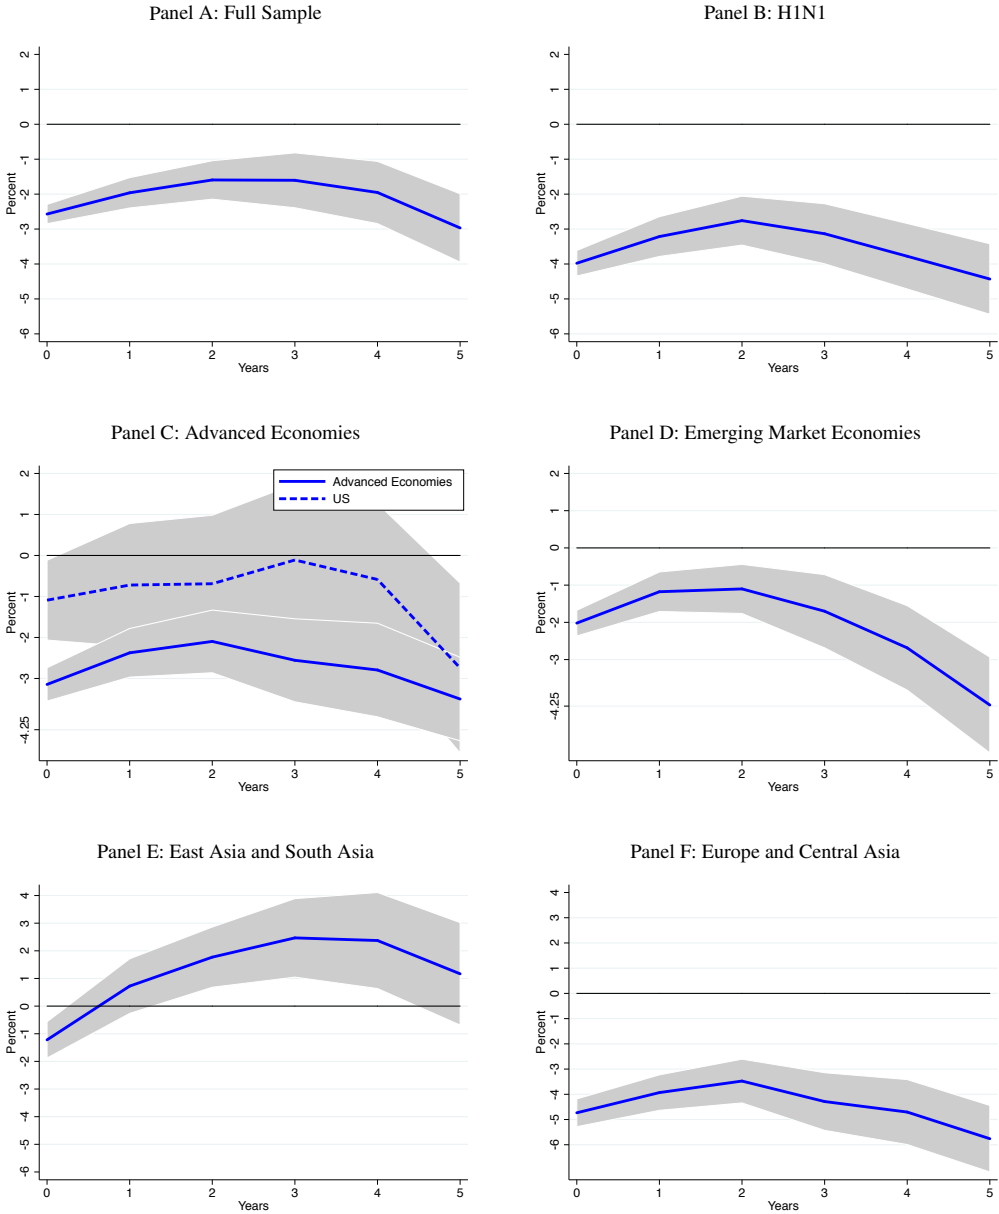 Panel A: Full Sample
2
1
0
-1
-2
-3
-4
-5
-6
Percent
0 1 2 3 4 5
Years
Panel B: H1N1
2
1
0
-1
-2
-3
-4
-5
-6
Percent
0 1 2 3 4 5
Years
Panel C: Advanced Economies
2
1
0
-1
-2
-3
-4.25
Percent
Advanced Economies
US
0 1 2 3 4 5
Years
Panel D: Emerging Market Economies
2
1
0
-1
-2
-3
-4.25
Percent
0 1 2 3 4 5
Years
Panel E: East Asia and South Asia
4
3
2
1
0
-1
-2
-3
-4
-5
-6
Percent
0 1 2 3 4 5
Years
Panel F: Europe and Central Asia
4
3
2
1
0
-1
-2
-3
-4
-5
-6
Percent
0 1 2 3 4 5
Years